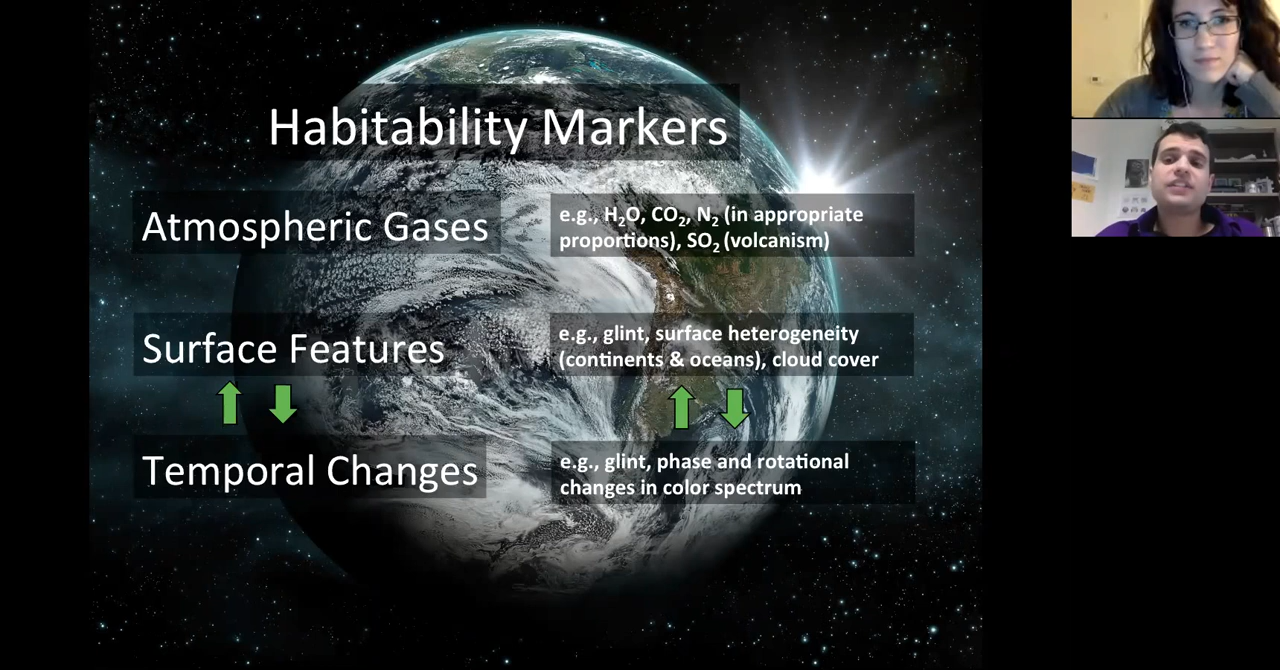 Habitability Markers
Atmospheric Gases
e.g., H₂O, CO₂, N₂ (in appropriate
proportions), SO₂ (volcanism)
Surface Features
e.g., glint, surface heterogeneity
(continents & oceans), cloud cover
Temporal Changes
e.g., glint, phase and rotational
changes in color spectrum